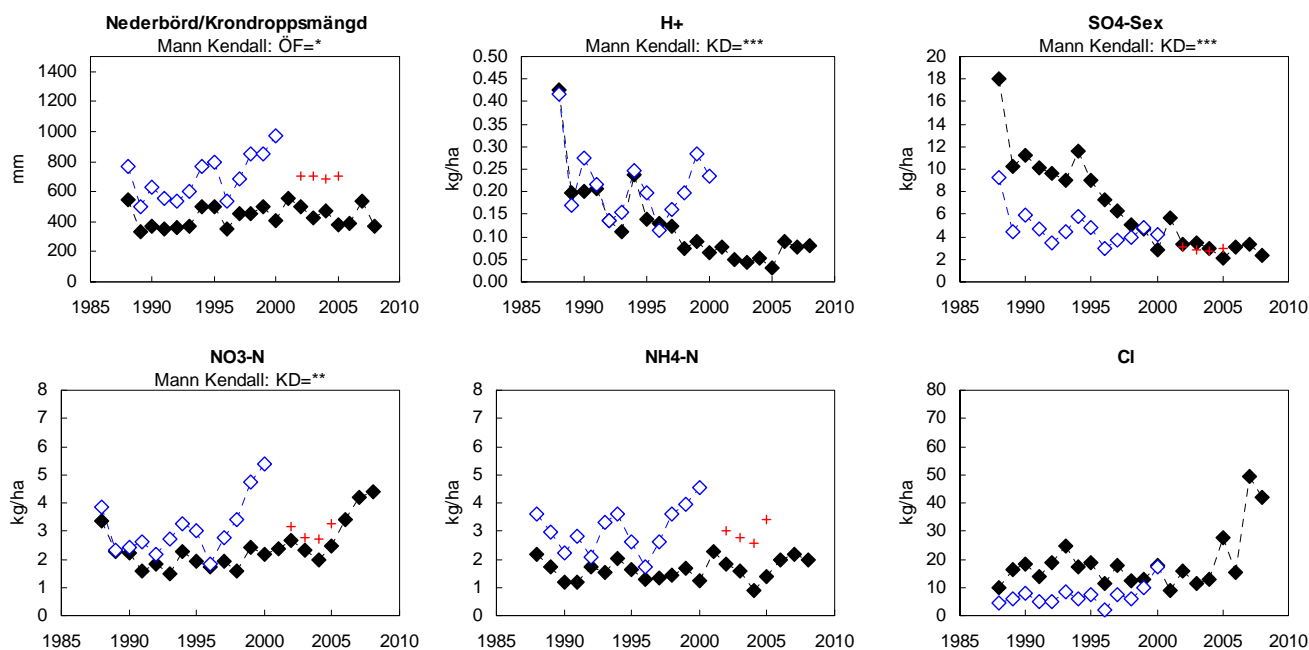 Nederbörd/Krondroppsmängd
Mann Kendall: ÖF=*
mm
1400
1200
1000
800
600
400
200
0
1985 1990 1995 2000 2005 2010
H+
Mann Kendall: KD=***
kg/ha
0.50
0.45
0.40
0.35
0.30
0.25
0.20
0.15
0.10
0.05
0.00
1985 1990 1995 2000 2005 2010
SO4-Sex
Mann Kendall: KD=***
kg/ha
20
18
16
14
12
10
8
6
4
2
0
1985 1990 1995 2000 2005 2010
NO3-N
Mann Kendall: KD=**
kg/ha
8
7
6
5
4
3
2
1
0
1985 1990 1995 2000 2005 2010
NH4-N
kg/ha
8
7
6
5
4
3
2
1
0
1985 1990 1995 2000 2005 2010
Cl
kg/ha
80
70
60
50
40
30
20
10
0
1985 1990 1995 2000 2005 2010